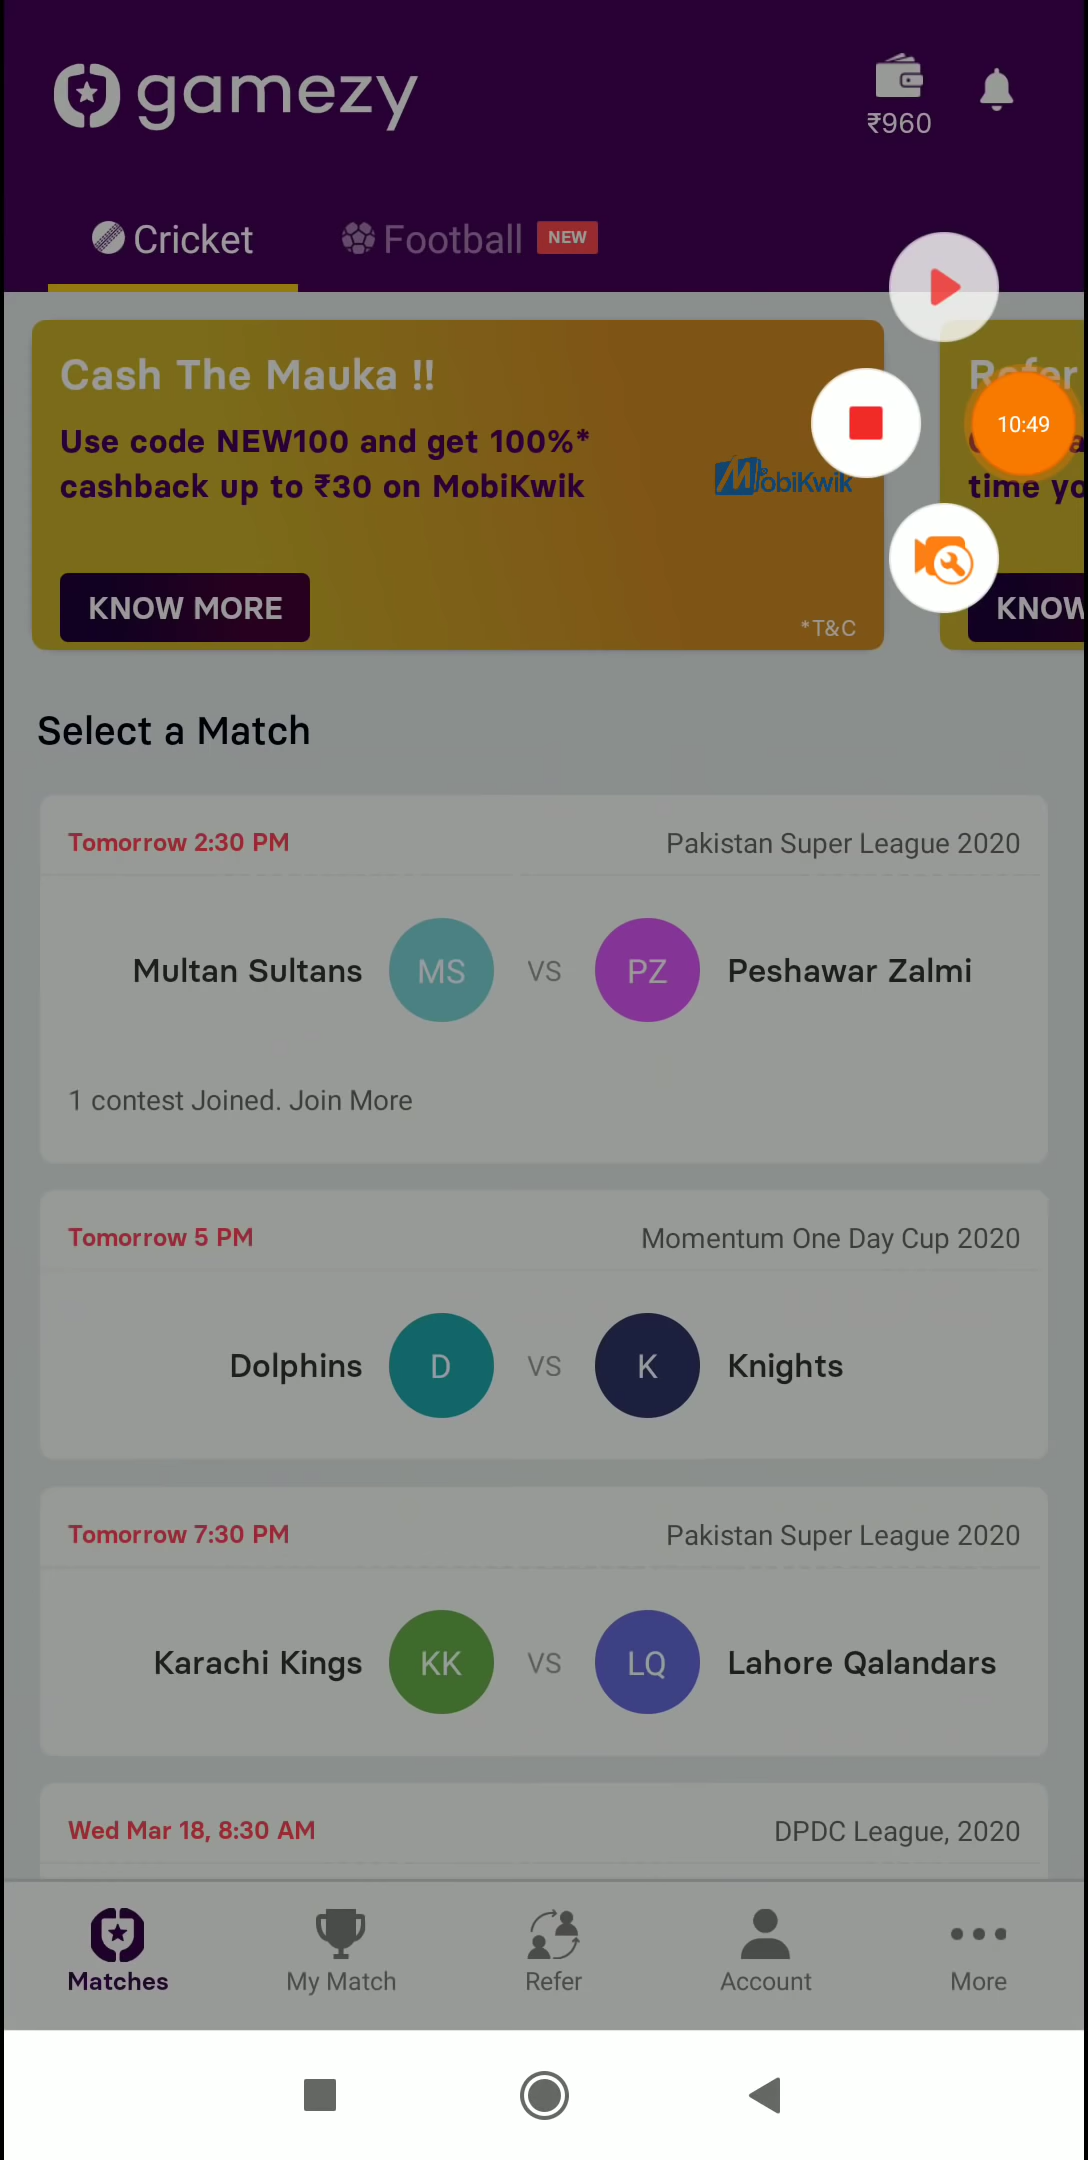 gamezy
₹960
Cricket
Football NEW
Cash The Mauka !!
Use code NEW100 and get 100%*
cashback up to ₹30 on MobiKwik
MobiKwik
KNOW MORE
*T&C
10:49
time
KNOW
Select a Match
Tomorrow 2:30 PM
Pakistan Super League 2020
Multan Sultans MS VS PZ Peshawar Zalmi
1 contest Joined. Join More
Tomorrow 5 PM
Momentum One Day Cup 2020
Dolphins D VS K Knights
Tomorrow 7:30 PM
Pakistan Super League 2020
Karachi Kings KK VS LQ Lahore Qalandars
Wed Mar 18, 8:30 AM
DPDC League, 2020
Matches
My Match
Refer
Account
More